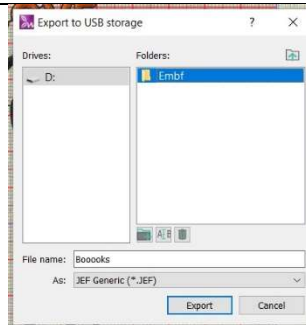 Export to USB storage ? ×
Drives: Folders:
D: Embf
A B
File name: Booooks
As: JEF Generic (*.JEF)
Export Cancel